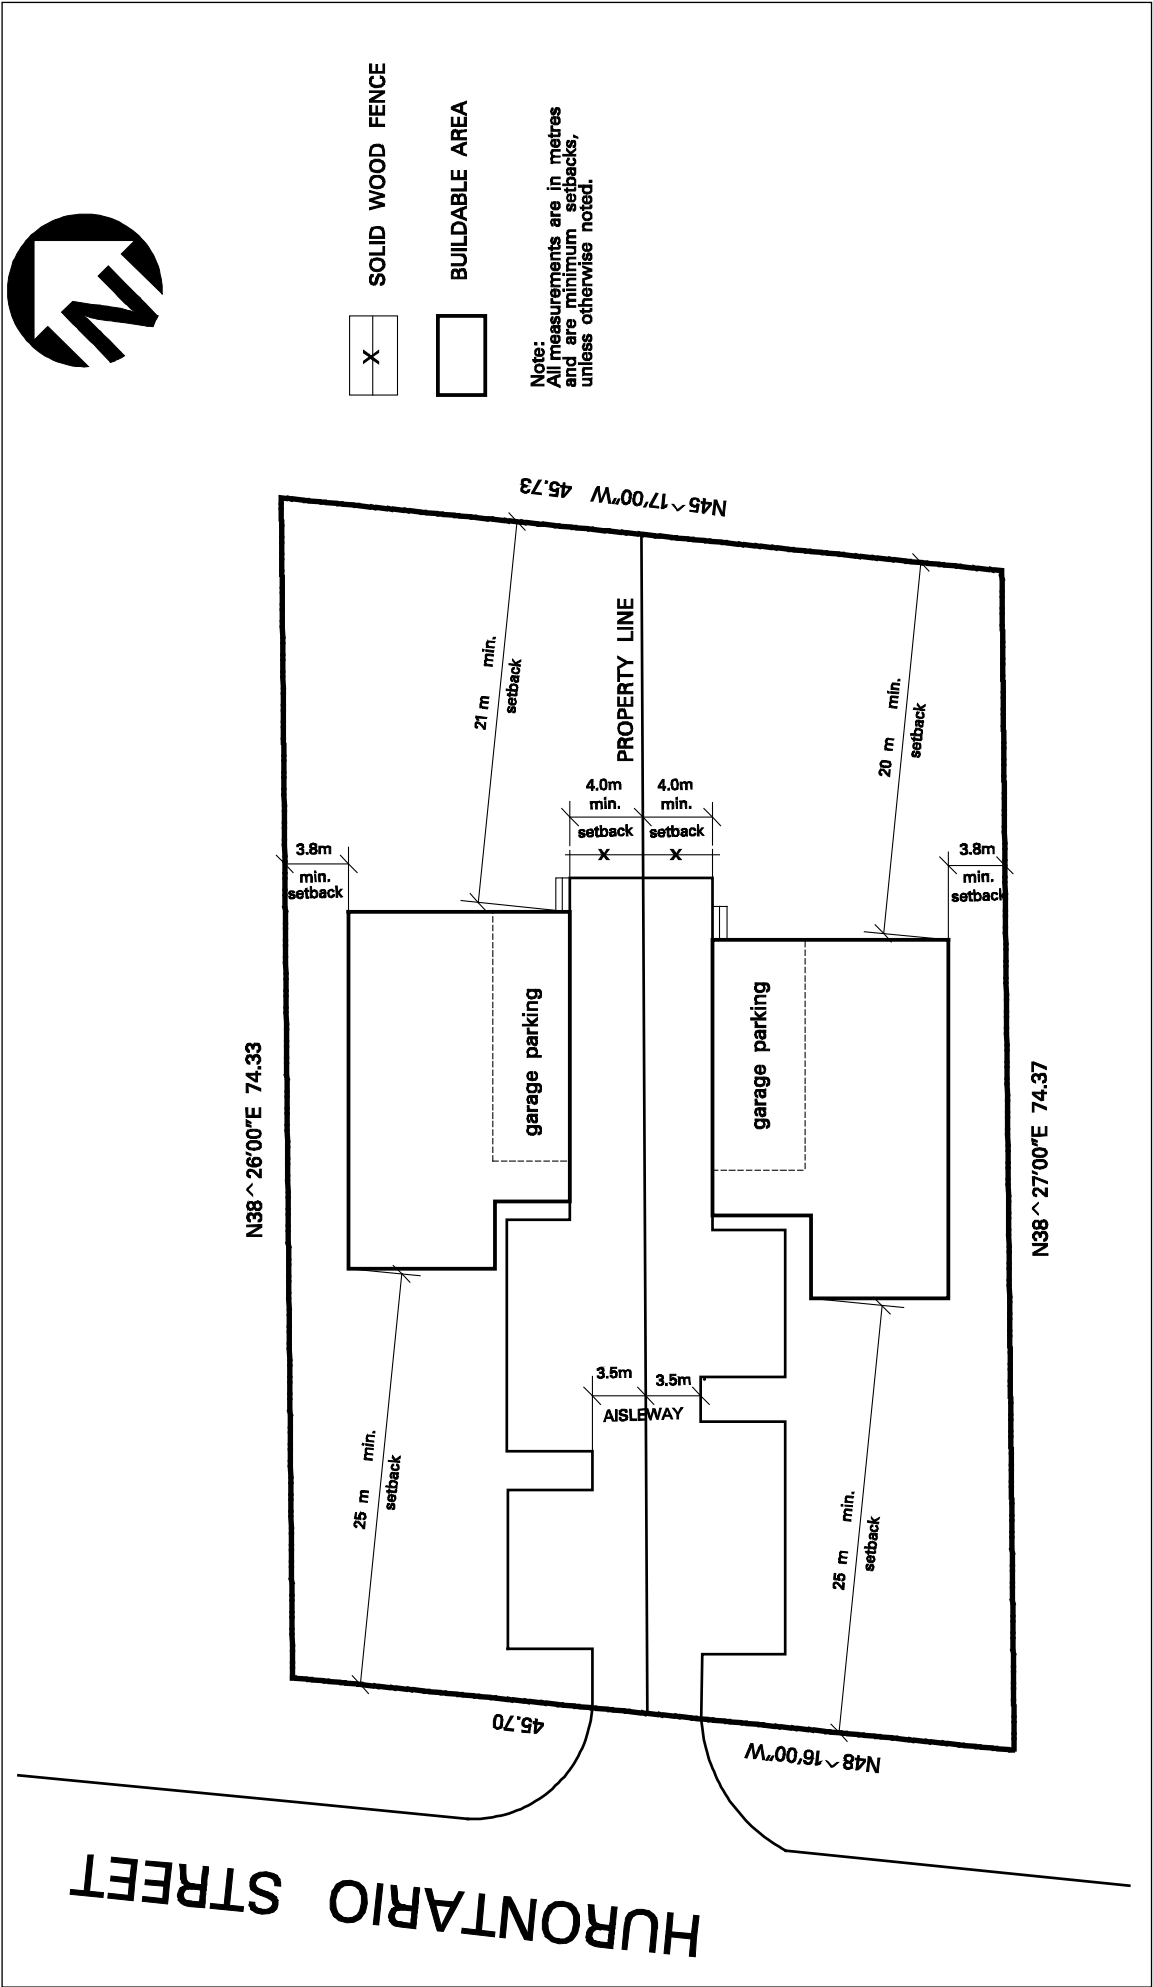 N
X
SOLID WOOD FENCE
BUILDABLE AREA
Note:
All measurements are in metres
and are minimum setbacks,
unless otherwise noted.
N45^17'00"W 45.73
21 m min.
setback
PROPERTY LINE
20 m min.
setback
4.0m
min.
setback
4.0m
min.
setback
X
X
3.8m
min.
setback
3.8m
min.
setback
garage parking
garage parking
N38^26'00"E 74.33
N38^27'00"E 74.37
3.5m
3.5m
AISLEWAY
25 m min.
setback
25 m min.
setback
45.70
N48^16'00"W
HURONTARIO STREET